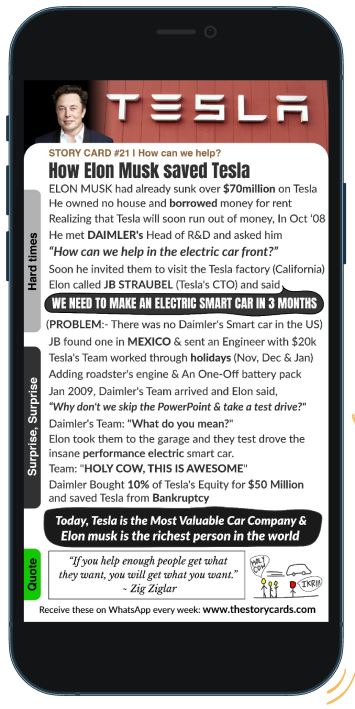 TESLA
STORY CARD #21 I How can we help?
How Elon Musk saved Tesla
ELON MUSK had already sunk over $70million on Tesla
He owned no house and borrowed money for rent
Realizing that Tesla will soon run out of money, In Oct '08
He met DAIMLER's Head of R&D and asked him
"How can we help in the electric car front?"
Soon he invited them to visit the Tesla factory (California)
Elon called JB STRAUBEL (Tesla's CTO) and said
WE NEED TO MAKE AN ELECTRIC SMART CAR IN 3 MONTHS
Hard times
(PROBLEM:- There was no Daimler's Smart car in the US)
JB found one in MEXICO & sent an Engineer with $20k
Tesla's Team worked through holidays (Nov, Dec & Jan)
Adding roadster's engine & An One-Off battery pack
Jan 2009, Daimler's Team arrived and Elon said,
"Why don't we skip the PowerPoint & take a test drive?"
Daimler's Team: "What do you mean?"
Elon took them to the garage and they test drove the
insane performance electric smart car.
Team: "HOLY COW, THIS IS AWESOME"
Daimler Bought 10% of Tesla's Equity for $50 Million
and saved Tesla from Bankruptcy
Surprise, Surprise
Today, Tesla is the Most Valuable Car Company &
Elon musk is the richest person in the world
Quote
"If you help enough people get what
they want, you will get what you want."
~ Zig Ziglar
HOLY
COW
IKR!!!
Receive these on WhatsApp every week: www.thestorycards.com